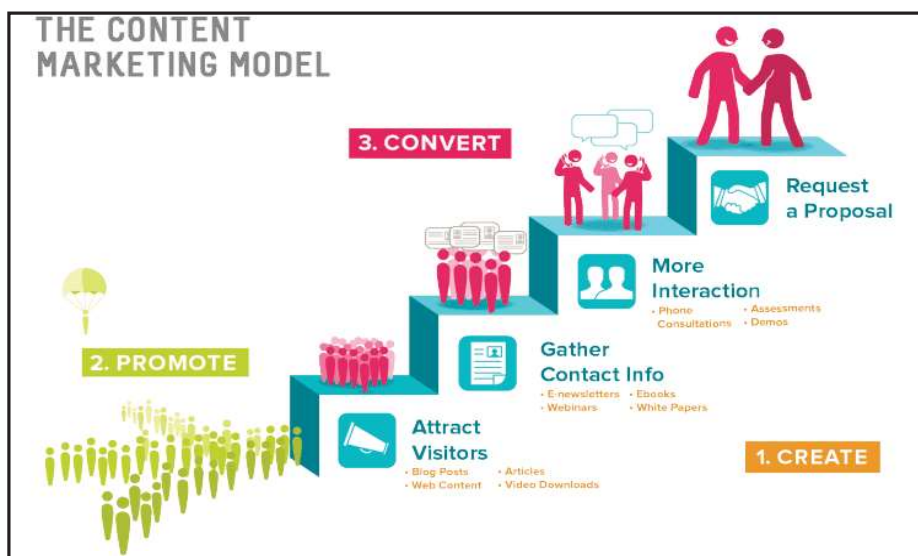 THE CONTENT
MARKETING MODEL
3. CONVERT
Request
a Proposal
More
Interaction
• Phone
Consultations
• Assessments
• Demos
2. PROMOTE
Gather
Contact Info
• E-newsletters
• Webinars
• Ebooks
• White Papers
Attract
Visitors
• Blog Posts
• Web Content
• Articles
• Video Downloads
1. CREATE